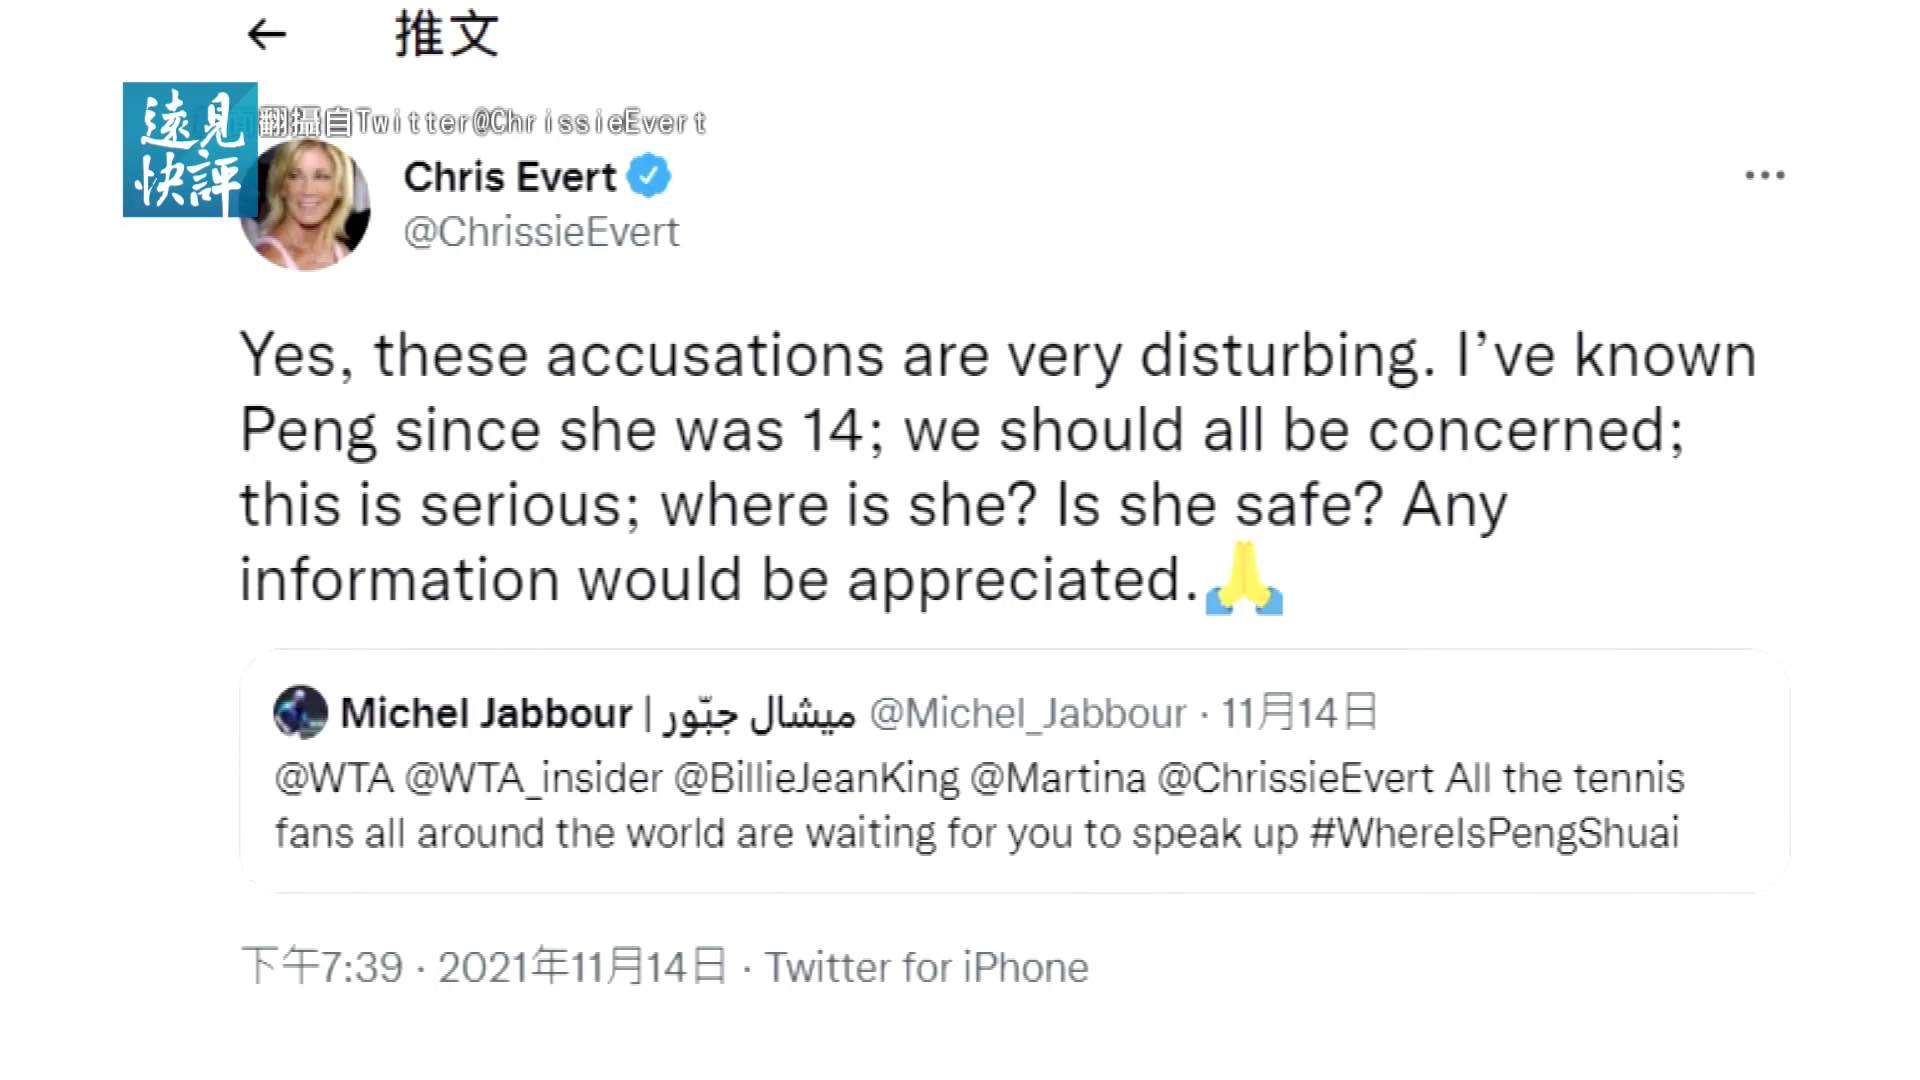 推文
遠見
快評
翻攝自Twitter@ChrissieEvert
Chris Evert
@ChrissieEvert
Yes, these accusations are very disturbing. I’ve known
Peng since she was 14; we should all be concerned;
this is serious; where is she? Is she safe? Any
information would be appreciated.🙏
Michel Jabbour | ميشال جبّور @Michel_Jabbour · 11月14日
@WTA @WTA_insider @BillieJeanKing @Martina @ChrissieEvert All the tennis
fans all around the world are waiting for you to speak up #WhereIsPengShuai
下午7:39 · 2021年11月14日 · Twitter for iPhone